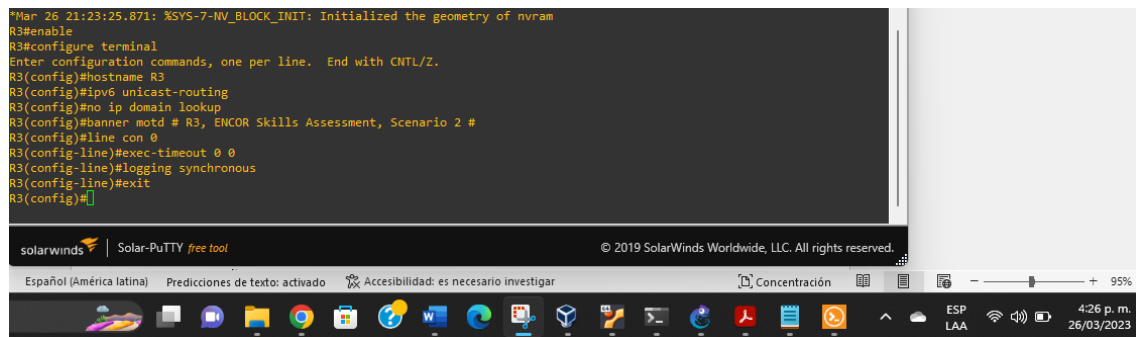 *Mar 26 21:23:25.871: %SYS-7-NV_BLOCK_INIT: Initialized the geometry of nvram
R3#enable
R3#configure terminal
Enter configuration commands, one per line.  End with CNTL/Z.
R3(config)#hostname R3
R3(config)#ipv6 unicast-routing
R3(config)#no ip domain lookup
R3(config)#banner motd # R3, ENCOR Skills Assessment, Scenario 2 #
R3(config)#line con 0
R3(config-line)#exec-timeout 0 0
R3(config-line)#logging synchronous
R3(config-line)#exit
R3(config)#
solarwinds | Solar-PuTTY free tool © 2019 SolarWinds Worldwide, LLC. All rights reserved.
Español (América latina) Predicciones de texto: activado Accesibilidad: es necesario investigar Concentración - + 95%
ESP 4:26 p. m.
LAA 26/03/2023